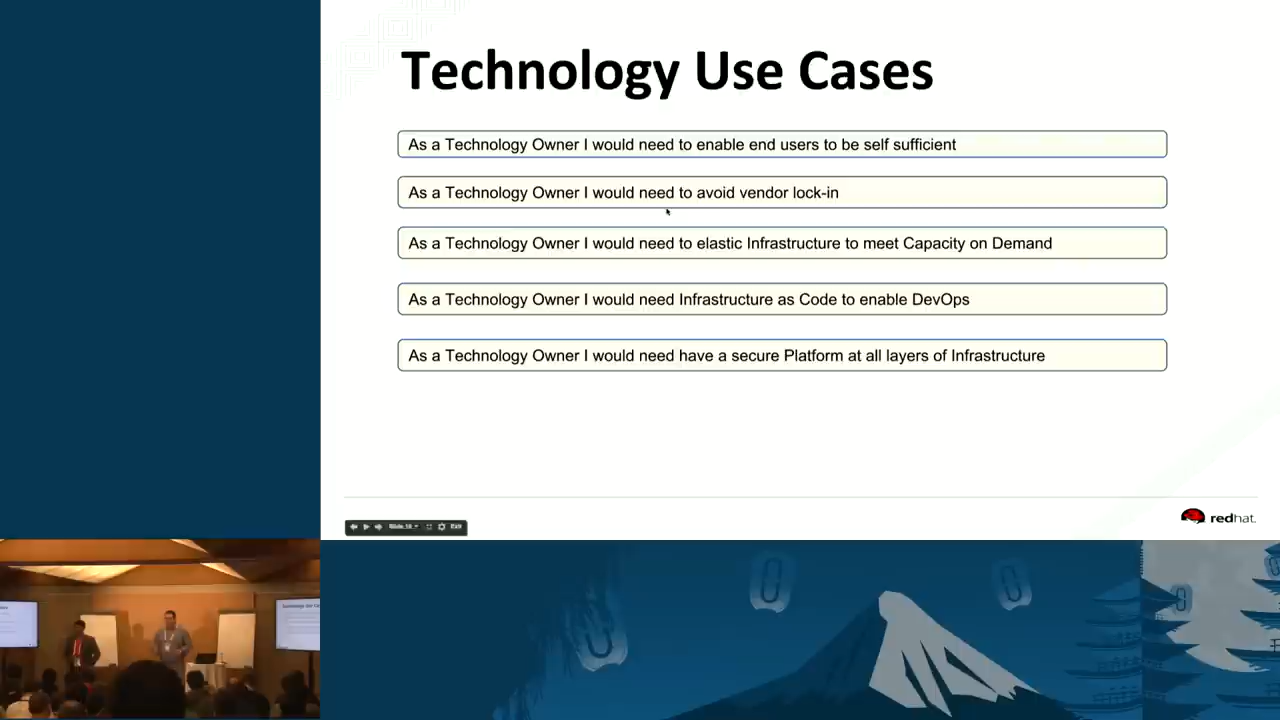 Technology Use Cases
As a Technology Owner I would need to enable end users to be self sufficient
As a Technology Owner I would need to avoid vendor lock-in
As a Technology Owner I would need to elastic Infrastructure to meet Capacity on Demand
As a Technology Owner I would need Infrastructure as Code to enable DevOps
As a Technology Owner I would need have a secure Platform at all layers of Infrastructure
Exit
redhat.